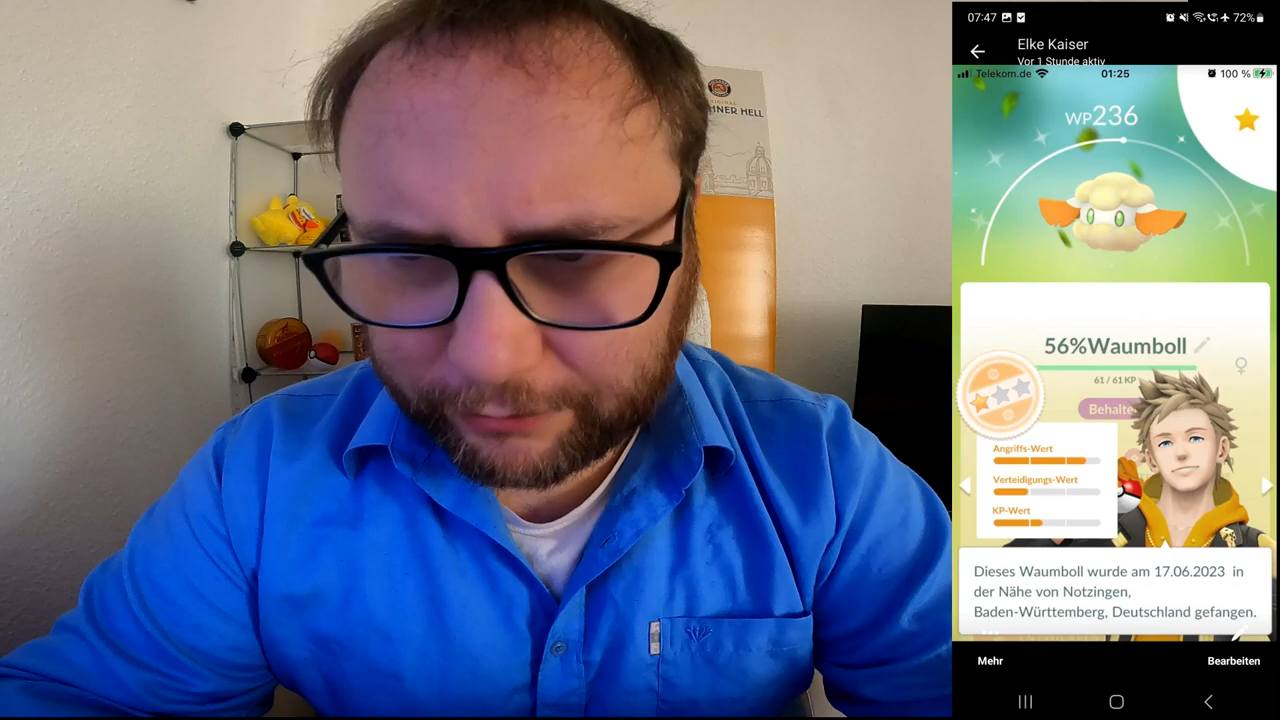 ORIGINAL
HNER HELL
07:47
72%
Elke Kaiser
Vor 1 Stunde aktiv
Telekom.de
01:25
100 %
WP236
56%Waumboll
61 / 61 KP
Behalte
Angriffs-Wert
Verteidigungs-Wert
KP-Wert
Dieses Waumboll wurde am 17.06.2023 in
der Nähe von Notzingen,
Baden-Württemberg, Deutschland gefangen.
Mehr
Bearbeiten